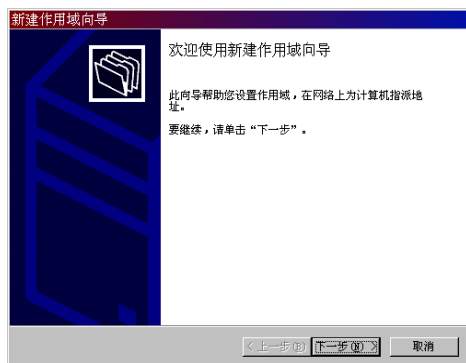 新建作用域向导
欢迎使用新建作用域向导
此向导帮助您设置作用域，在网络上为计算机指派地
址。
要继续，请单击“下一步”。
<上一步(B) 下一步(N)> 取消